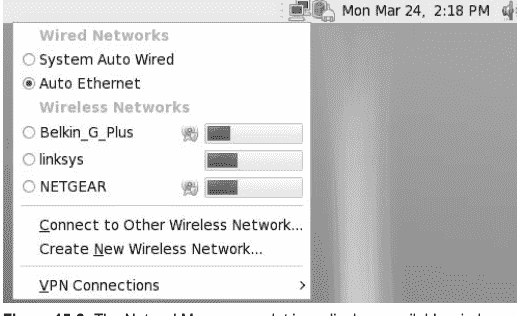 Mon Mar 24, 2:18 PM
Wired Networks
System Auto Wired
Auto Ethernet
Wireless Networks
Belkin_G_Plus
linksys
NETGEAR
Connect to Other Wireless Network...
Create New Wireless Network...
VPN Connections